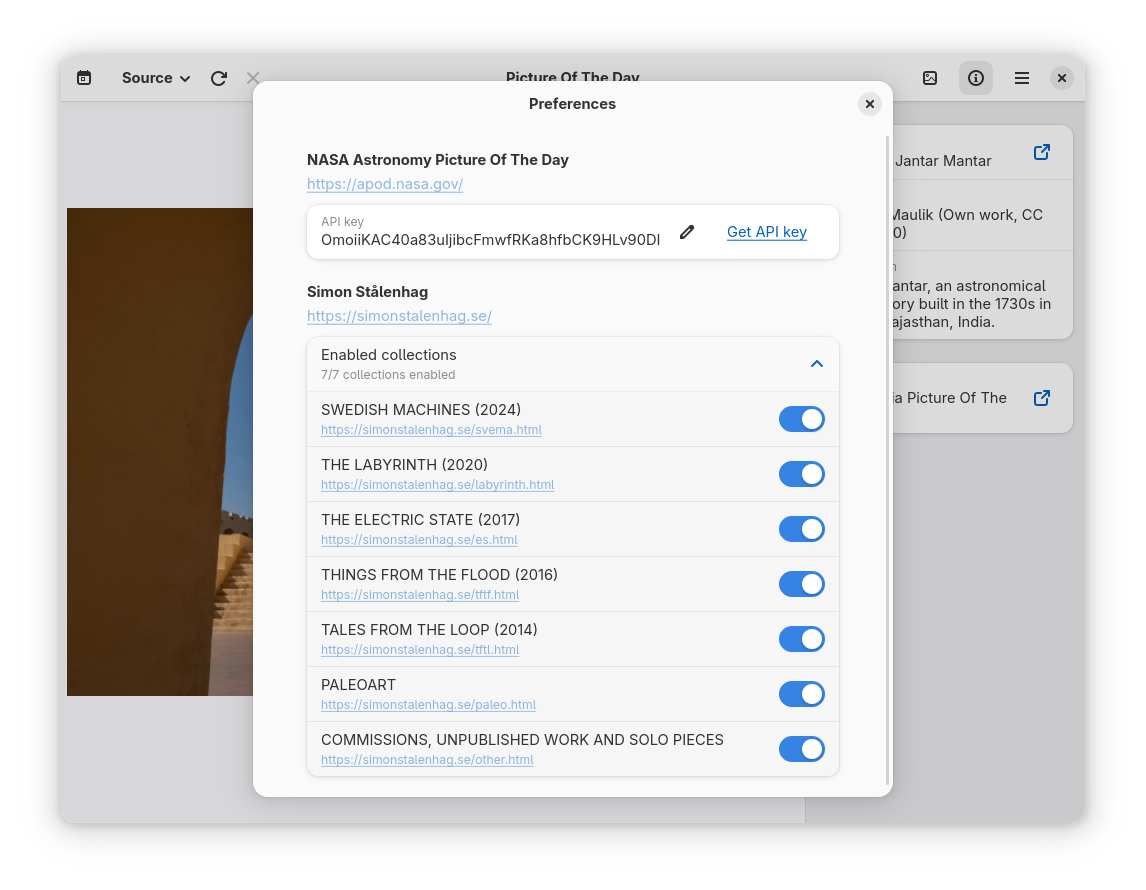 Source
Picture Of The Day
Preferences
NASA Astronomy Picture Of The Day
https://apod.nasa.gov/
API key
OmoiiKAC40a83uIjibcFmwfRKa8hfbCK9HLv90DI
Get API key
Simon Stålenhag
https://simonstalenhag.se/
Enabled collections
7/7 collections enabled
SWEDISH MACHINES (2024)
https://simonstalenhag.se/svema.html
THE LABYRINTH (2020)
https://simonstalenhag.se/labyrinth.html
THE ELECTRIC STATE (2017)
https://simonstalenhag.se/es.html
THINGS FROM THE FLOOD (2016)
https://simonstalenhag.se/tftf.html
TALES FROM THE LOOP (2014)
https://simonstalenhag.se/tftl.html
PALEOART
https://simonstalenhag.se/paleo.html
COMMISSIONS, UNPUBLISHED WORK AND SOLO PIECES
https://simonstalenhag.se/other.html
Jantar Mantar
Maulik (Own work, CC
0)
antar, an astronomical
ory built in the 1730s in
ajasthan, India.
ia Picture Of The